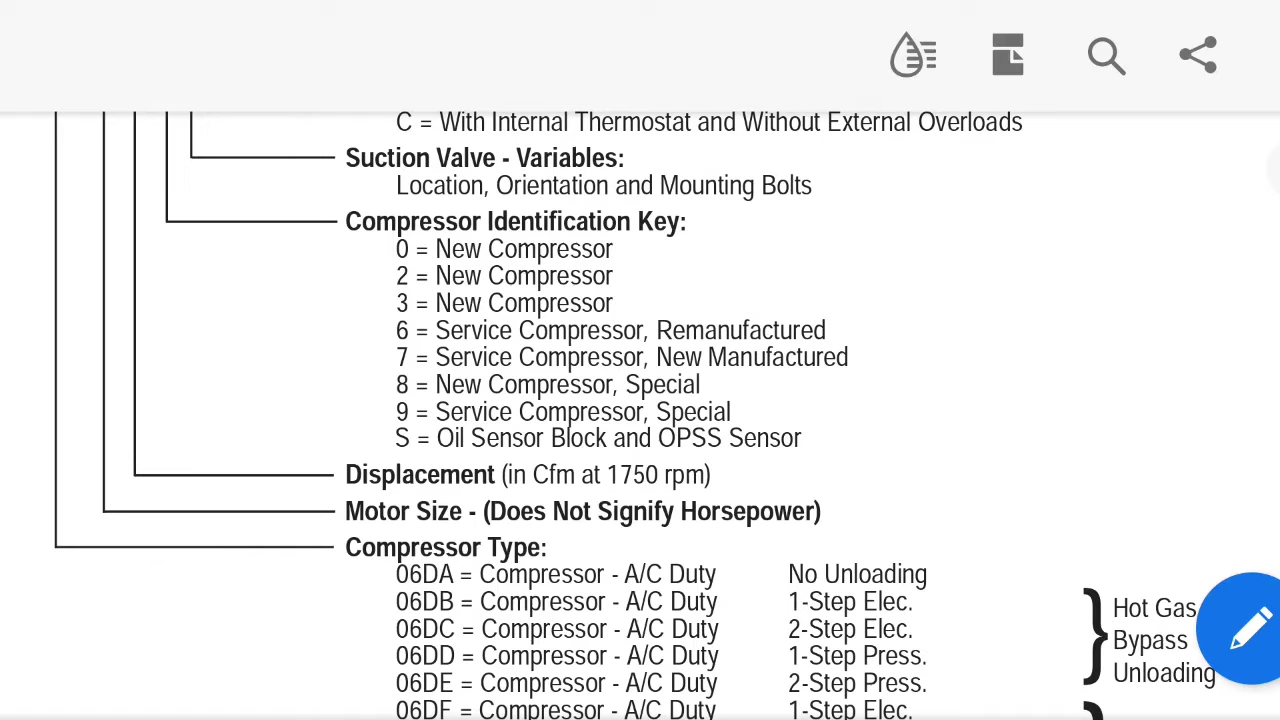 C = With Internal Thermostat and Without External Overloads
Suction Valve - Variables:
Location, Orientation and Mounting Bolts
Compressor Identification Key:
0 = New Compressor
2 = New Compressor
3 = New Compressor
6 = Service Compressor, Remanufactured
7 = Service Compressor, New Manufactured
8 = New Compressor, Special
9 = Service Compressor, Special
S = Oil Sensor Block and OPSS Sensor
Displacement (in Cfm at 1750 rpm)
Motor Size - (Does Not Signify Horsepower)
Compressor Type:
06DA = Compressor - A/C Duty No Unloading
06DB = Compressor - A/C Duty 1-Step Elec.
06DC = Compressor - A/C Duty 2-Step Elec.
06DD = Compressor - A/C Duty 1-Step Press.
06DE = Compressor - A/C Duty 2-Step Press.
06DF = Compressor - A/C Duty 1-Step Elec.
} Hot Gas
Bypass
Unloading
}